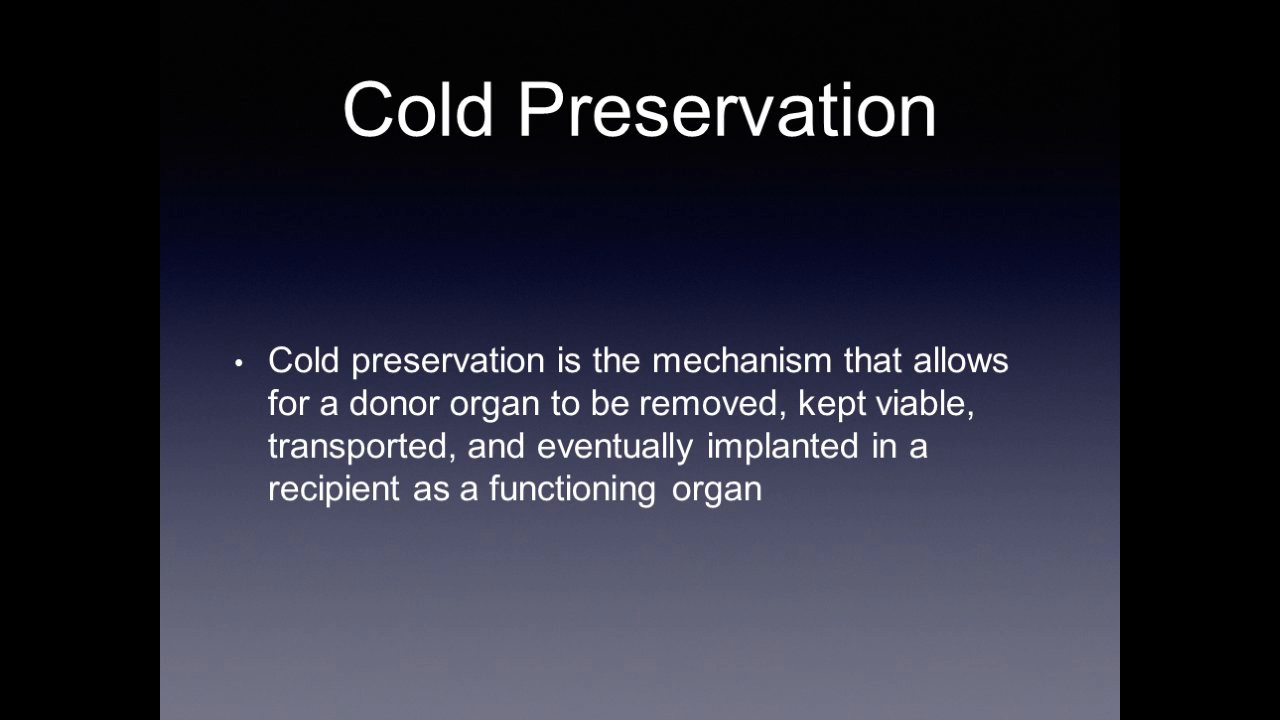 Cold Preservation
• Cold preservation is the mechanism that allows
for a donor organ to be removed, kept viable,
transported, and eventually implanted in a
recipient as a functioning organ